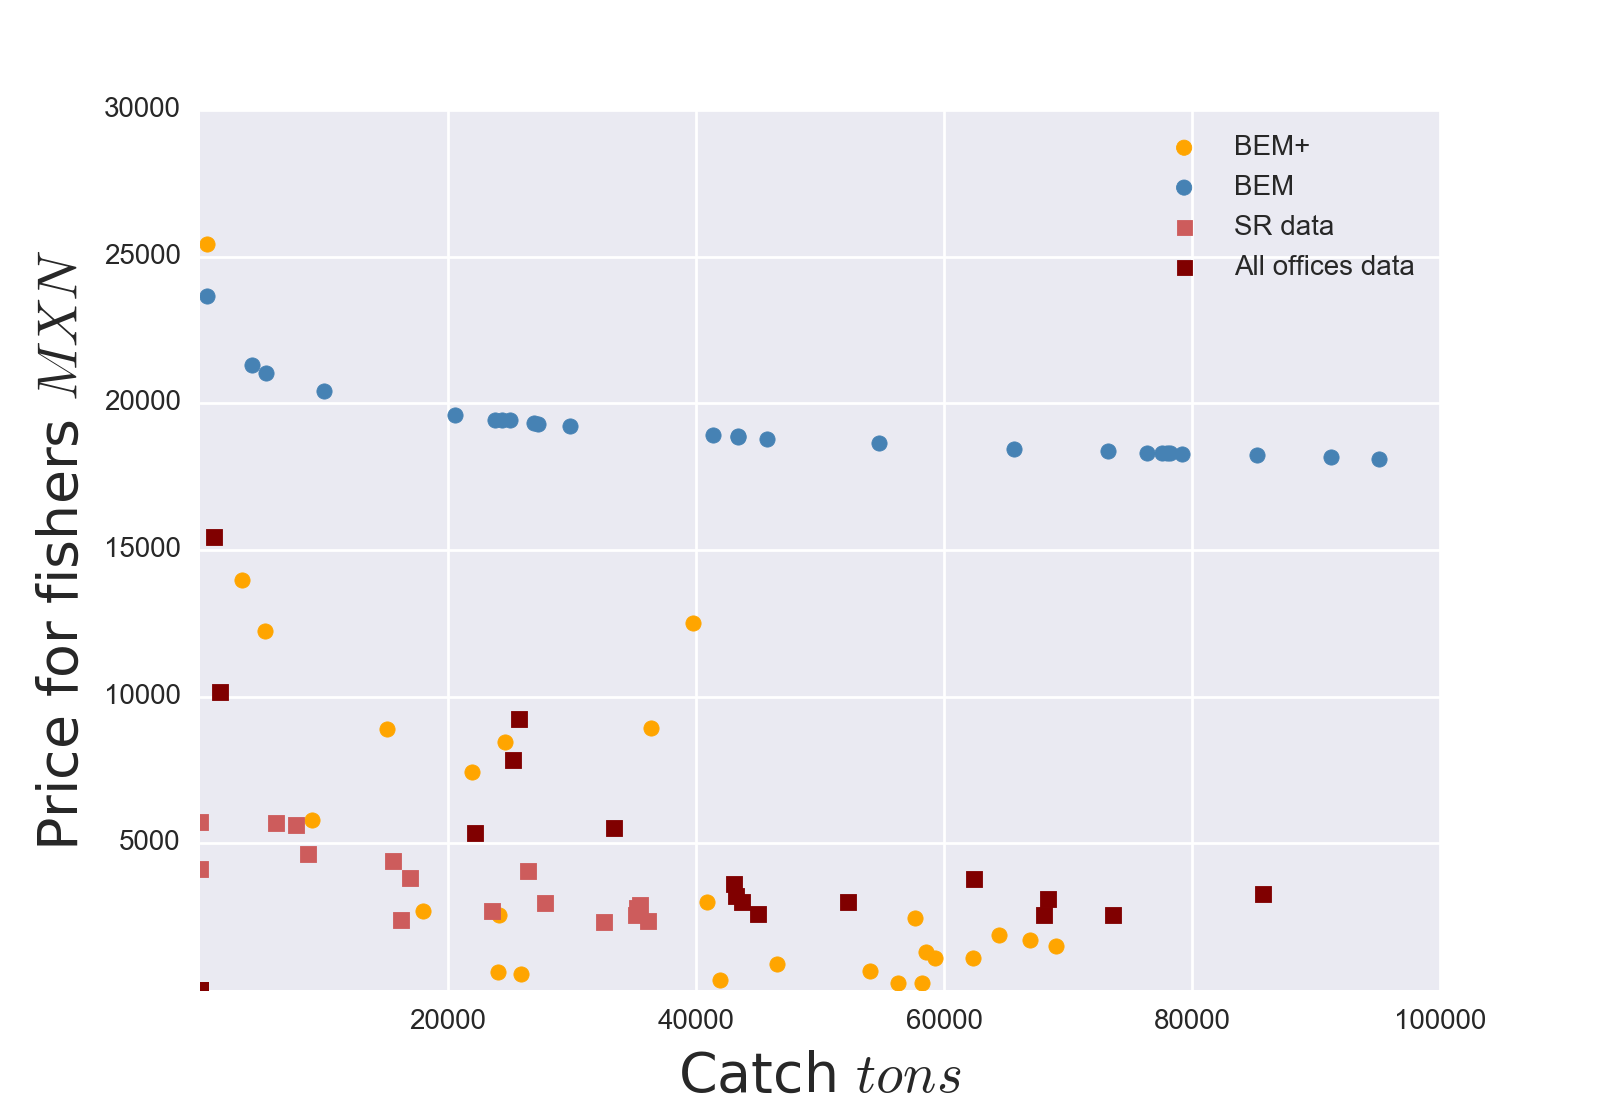 30000
25000
20000
15000
10000
5000
Price for fishers MXN
BEM+
BEM
SR data
All offices data
20000 40000 60000 80000 100000
Catch tons